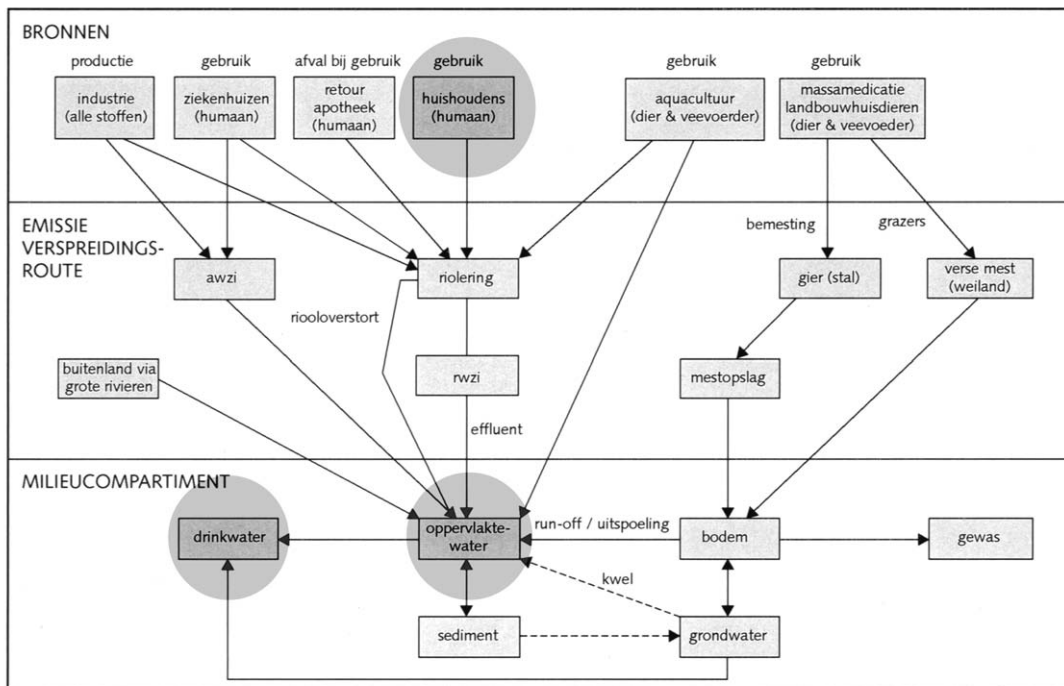 BRONNEN
productie
gebruik
afval bij gebruik
gebruik
gebruik
gebruik
industrie
(alle stoffen)
ziekenhuizen
(humaan)
retour
apotheek
(humaan)
huishoudens
(humaan)
aquacultuur
(dier & veevoerder)
massamedicatie
landbouwhuisdieren
(dier & veevoeder)
EMISSIE
VERSPREIDINGS-
ROUTE
bemesting
grazers
awzi
riolering
gier (stal)
verse mest
(weiland)
riooloverstort
buitenland via
grote rivieren
rwzi
mestopslag
effluent
MILIEUCOMPARTIMENT
drinkwater
oppervlakte-
water
run-off / uitspoeling
bodem
gewas
kwel
sediment
grondwater